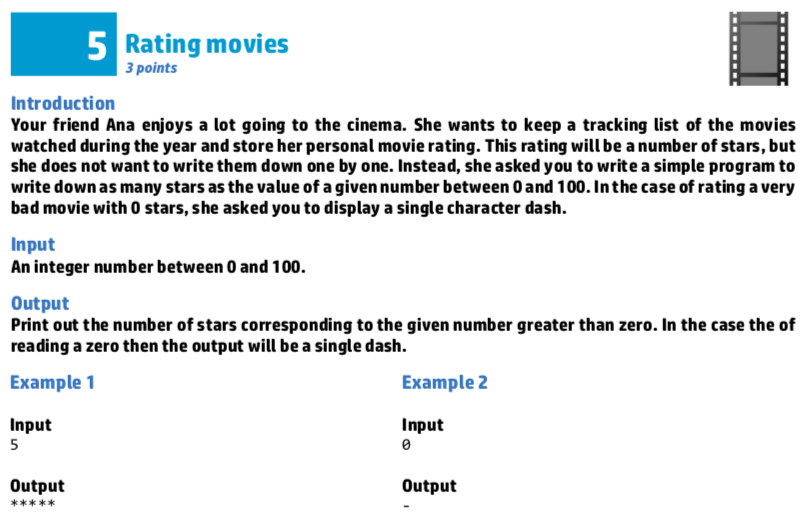 5 Rating movies
3 points
Introduction
Your friend Ana enjoys a lot going to the cinema. She wants to keep a tracking list of the movies
watched during the year and store her personal movie rating. This rating will be a number of stars, but
she does not want to write them down one by one. Instead, she asked you to write a simple program to
write down as many stars as the value of a given number between 0 and 100. In the case of rating a very
bad movie with 0 stars, she asked you to display a single character dash.
Input
An integer number between 0 and 100.
Output
Print out the number of stars corresponding to the given number greater than zero. In the case the of
reading a zero then the output will be a single dash.
Example 1
Input
5
Output
*****
Example 2
Input
0
Output
-